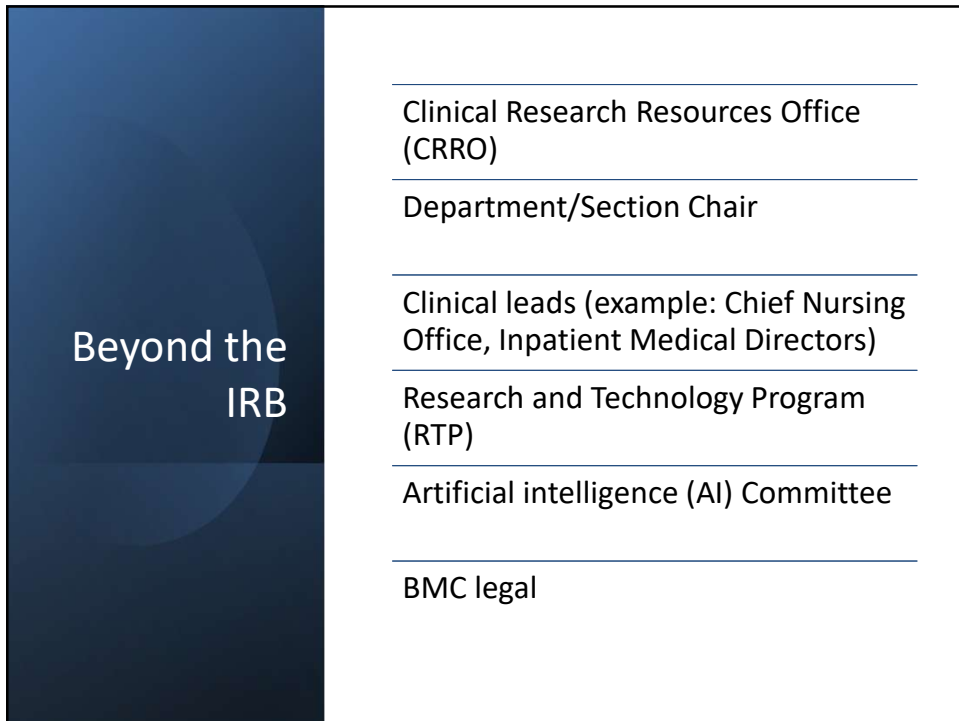 Beyond the
IRB
Clinical Research Resources Office
(CRRO)
Department/Section Chair
Clinical leads (example: Chief Nursing
Office, Inpatient Medical Directors)
Research and Technology Program
(RTP)
Artificial intelligence (AI) Committee
BMC legal